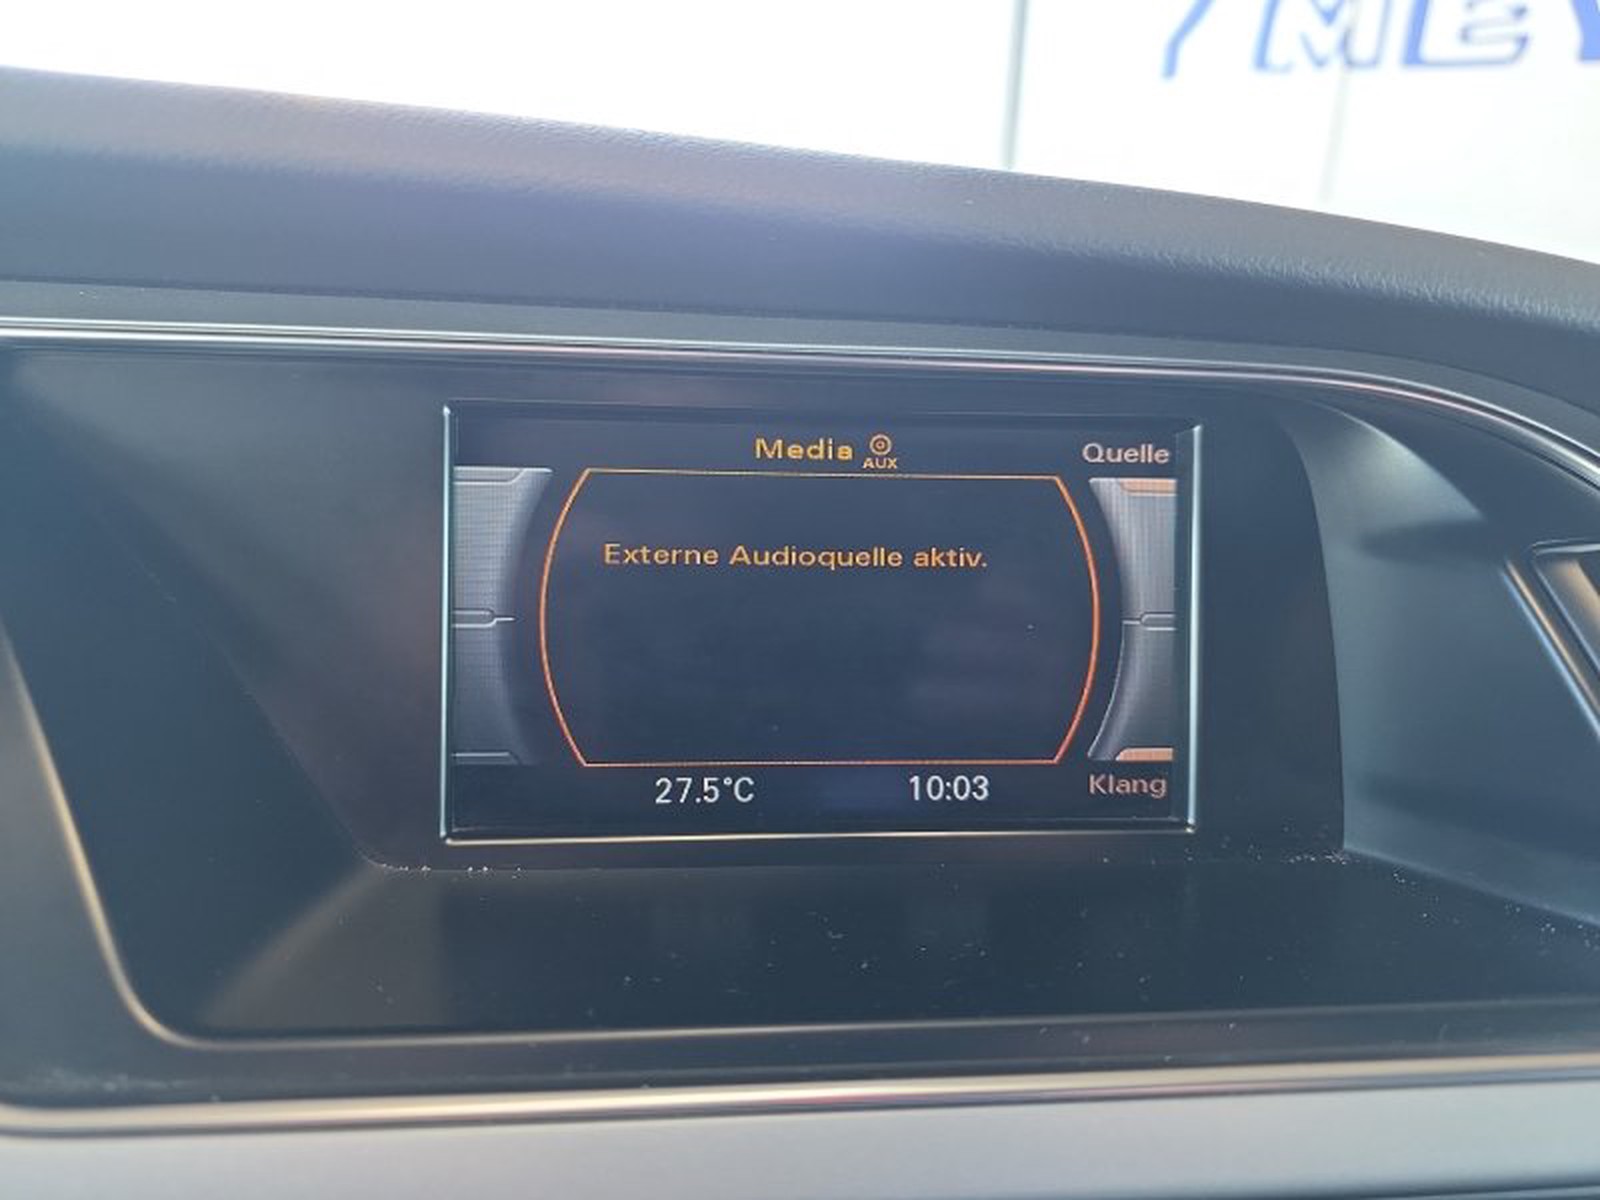 Media AUX
Quelle
Externe Audioquelle aktiv.
27.5°C
10:03
Klang